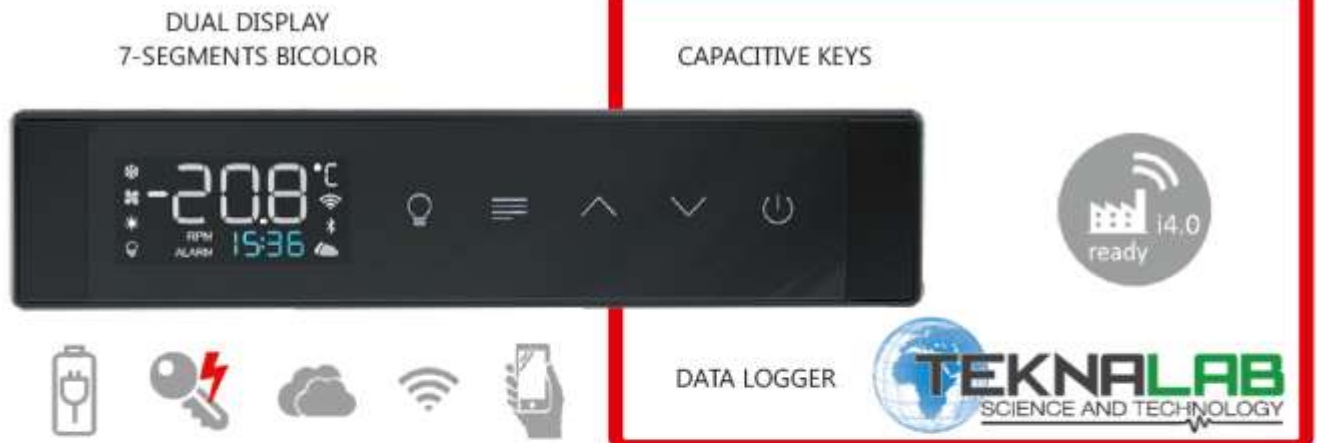 DUAL DISPLAY
7-SEGMENTS BICOLOR
CAPACITIVE KEYS
-20.8 °C
RPM
ALARM 15:36
i4.0
ready
DATA LOGGER
TEKNALAB
SCIENCE AND TECHNOLOGY